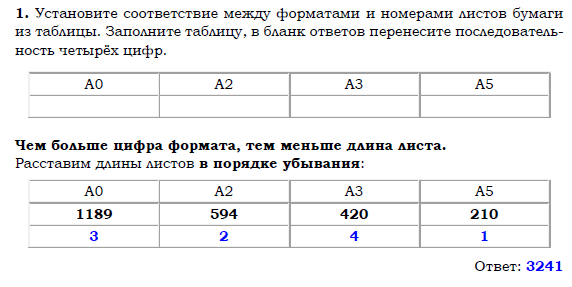 1. Установите соответствие между форматами и номерами листов бумаги
из таблицы. Заполните таблицу, в бланк ответов перенесите последователь-
ность четырёх цифр.
А0 А2 А3 А5
Чем больше цифра формата, тем меньше длина листа.
Расставим длины листов в порядке убывания:
А0 А2 А3 А5
1189 594 420 210
3 2 4 1
Ответ: 3241